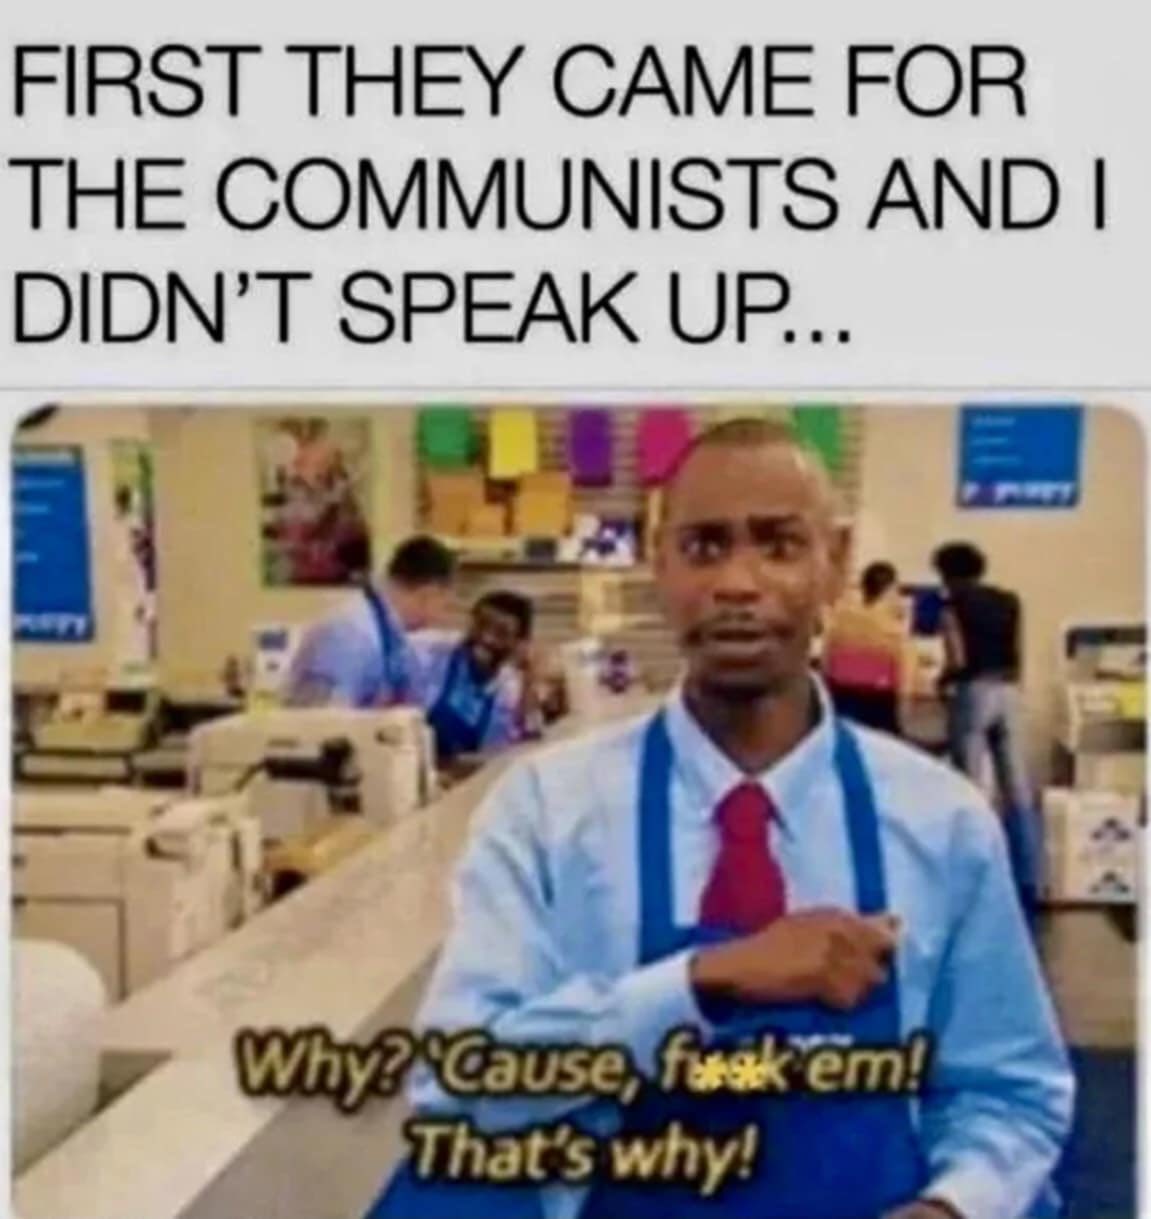 FIRST THEY CAME FOR
THE COMMUNISTS AND I
DIDN'T SPEAK UP...
Why? 'Cause, f**k 'em!
That's why!